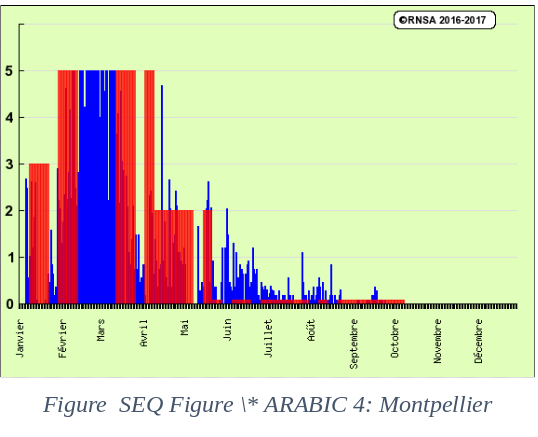 ©RNSA 2016-2017
5
4
3
2
1
0
Janvier
Février
Mars
Avril
Mai
Juin
Juillet
Août
Septembre
Octobre
Novembre
Décembre
Figure  SEQ Figure \* ARABIC 4: Montpellier